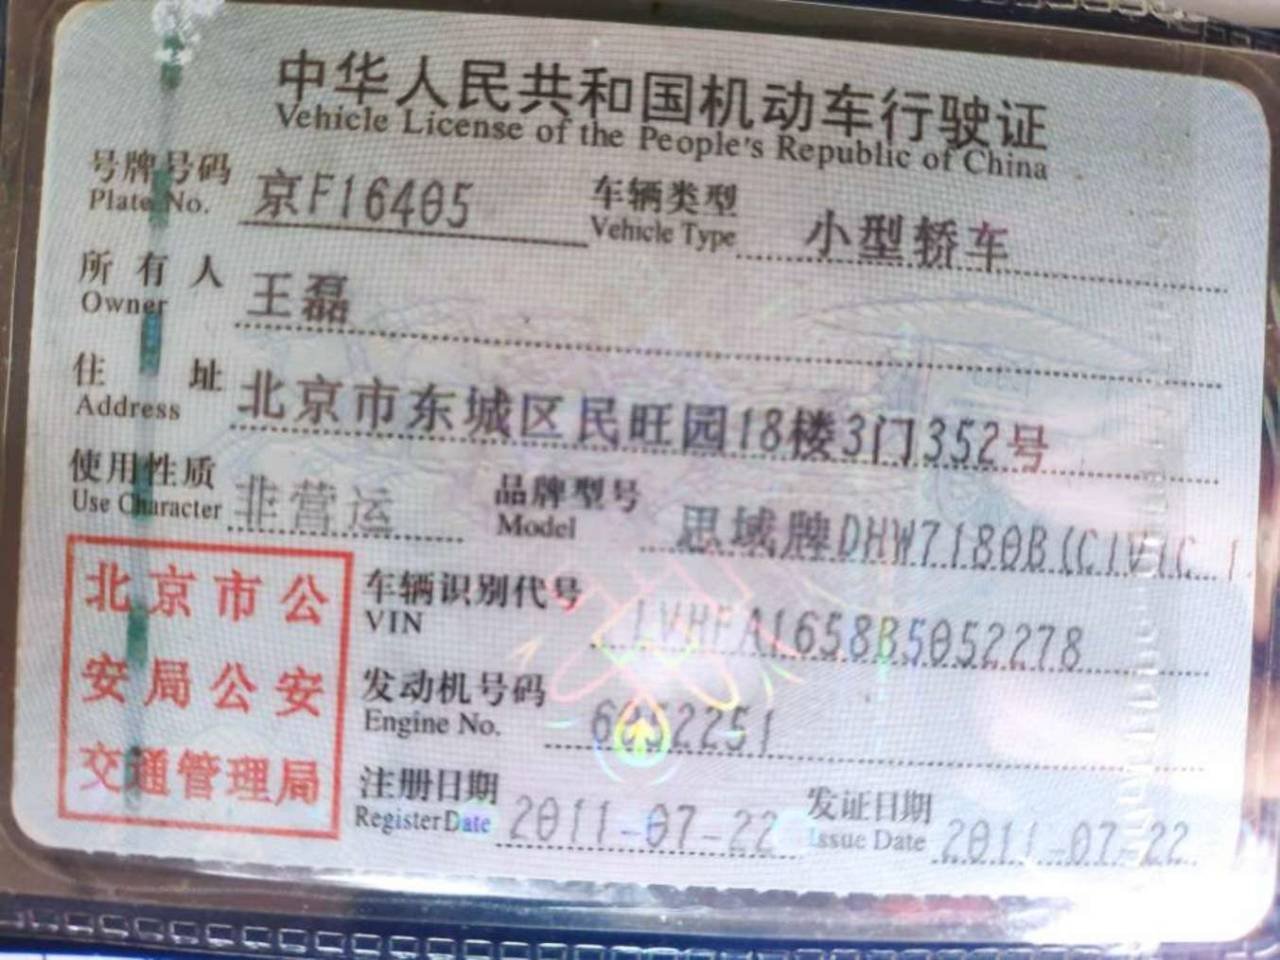 中华人民共和国机动车行驶证
Vehicle License of the People's Republic of China
号牌号码 京F16405 车辆类型 小型轿车
Plate No. Vehicle Type
所有人 王磊
Owner
住址 北京市东城区民旺园18楼3门352号
Address
使用性质 非营运 品牌型号 思域牌DHW7180B(CIVIC 1.
Use Character Model
北京市公
安局公安
交通管理局
车辆识别代号 LVHFA1658B5052278
VIN
发动机号码 6052251
Engine No.
注册日期 2011-07-22 发证日期 2011-07-22
Register Date Issue Date